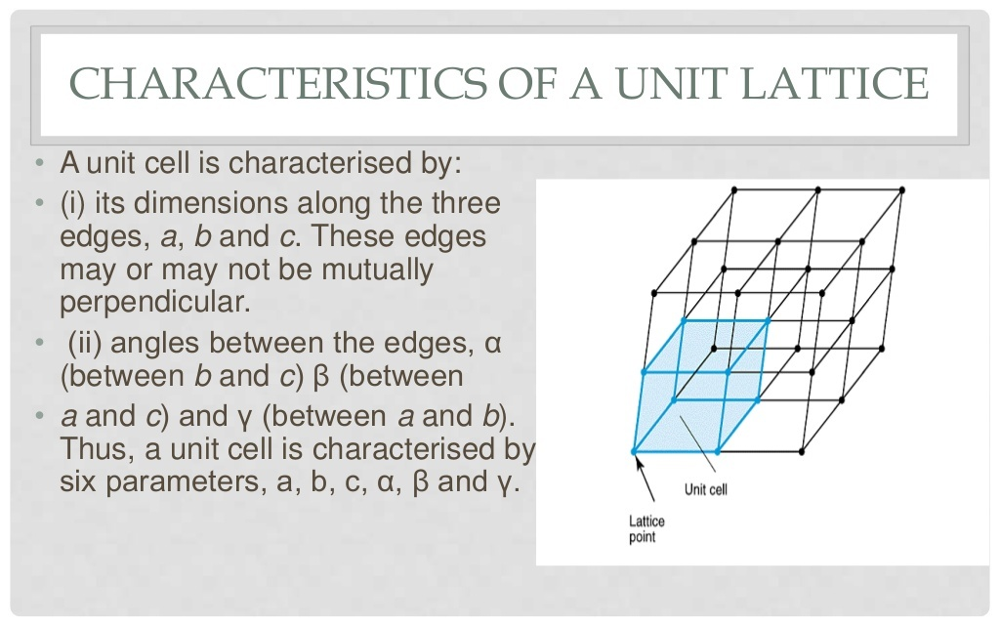 CHARACTERISTICS OF A UNIT LATTICE
• A unit cell is characterised by:
• (i) its dimensions along the three
edges, a, b and c. These edges
may or may not be mutually
perpendicular.
• (ii) angles between the edges, α
(between b and c) β (between
• a and c) and γ (between a and b).
Thus, a unit cell is characterised by
six parameters, a, b, c, α, β and γ.
Unit cell
Lattice
point